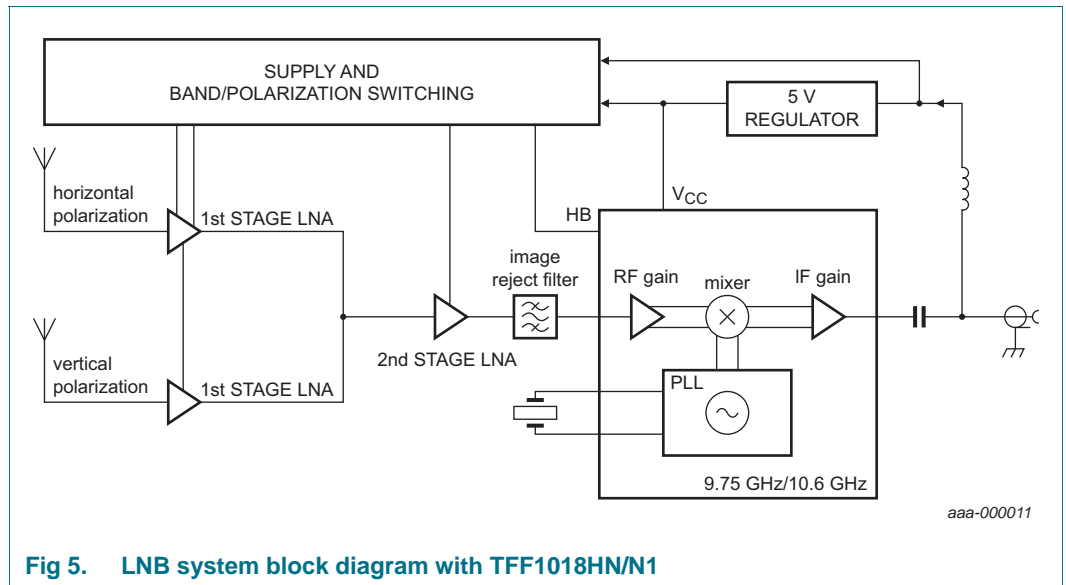 SUPPLY AND
BAND/POLARIZATION SWITCHING
5 V
REGULATOR
horizontal
polarization
1st STAGE LNA
HB
VCC
image
reject filter
RF gain
mixer
IF gain
2nd STAGE LNA
vertical
polarization
1st STAGE LNA
PLL
9.75 GHz/10.6 GHz
aaa-000011
Fig 5. LNB system block diagram with TFF1018HN/N1